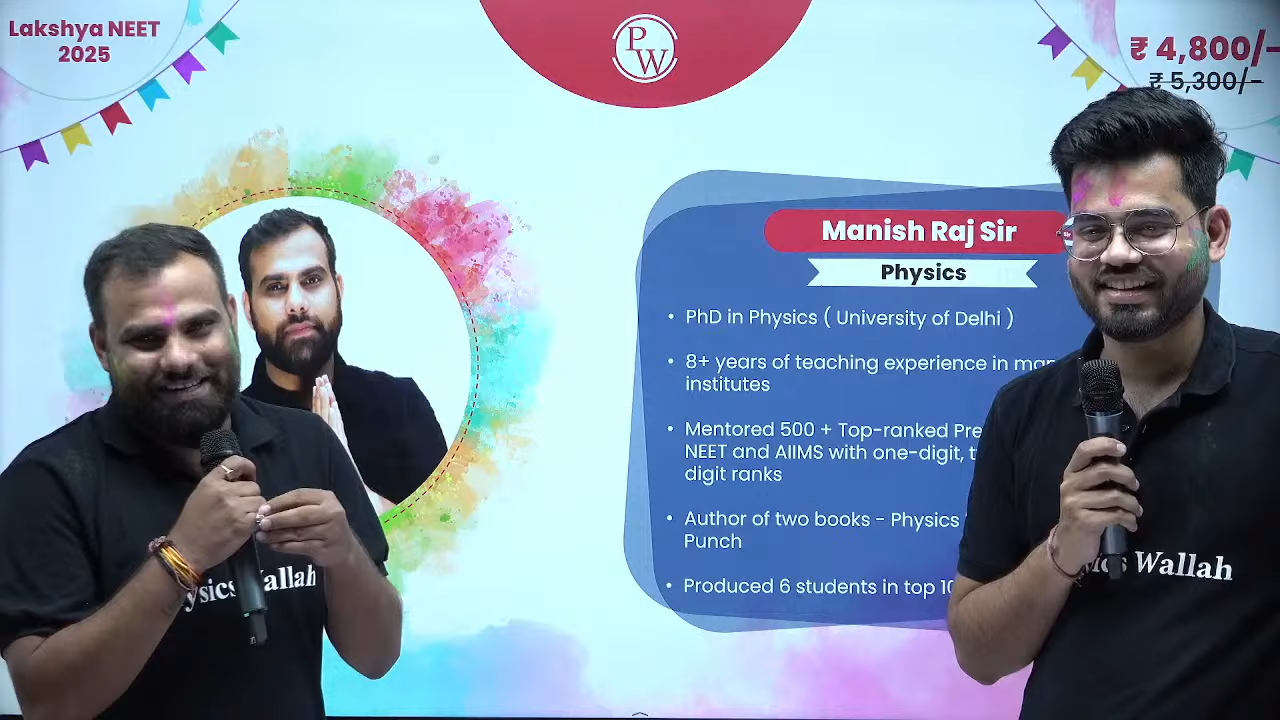 Lakshya NEET
2025
PW
₹ 4,800/-
₹ 5,300/-
Manish Raj Sir
Physics
• PhD in Physics ( University of Delhi )
• 8+ years of teaching experience in
institutes
• Mentored 500 + Top-ranked
NEET and AIIMS with one-digit,
digit ranks
• Author of two books - Physics
Punch
• Produced 6 students in top
Wallah
Wallah